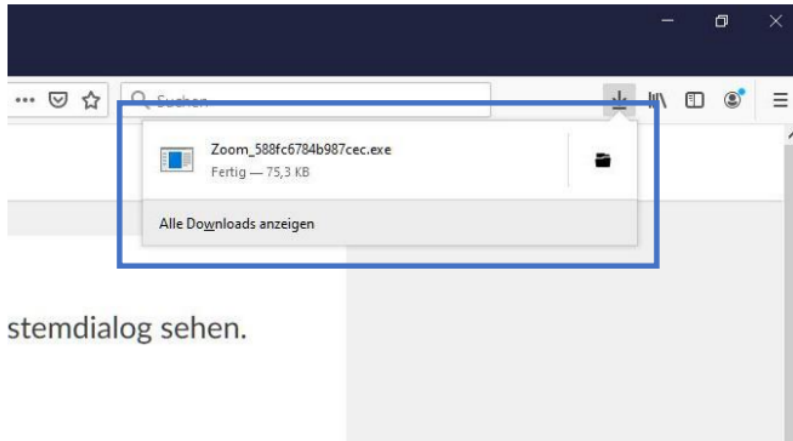 Suchen
Zoom_588fc6784b987cec.exe
Fertig — 75,3 KB
Alle Downloads anzeigen
stemdialog sehen.